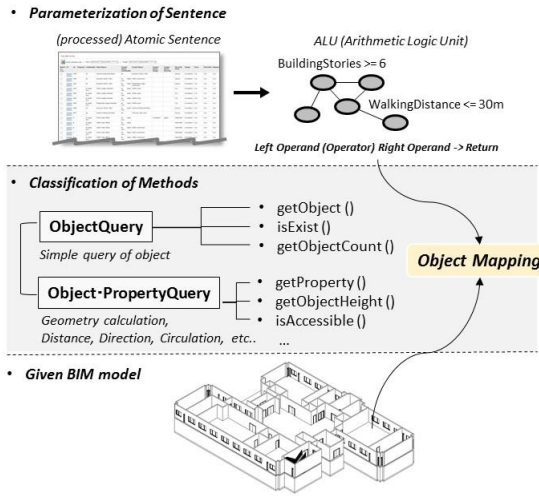 • Parameterization of Sentence
(processed) Atomic Sentence
ALU (Arithmetic Logic Unit)
BuildingStories >= 6
WalkingDistance <= 30m
Left Operand (Operator) Right Operand -> Return
• Classification of Methods
ObjectQuery
Simple query of object
• getObject ()
• isExist ()
• getObjectCount ()
Object Mapping
Object·PropertyQuery
Geometry calculation,
Distance, Direction, Circulation, etc..
• getProperty ()
• getObjectHeight ()
• isAccessible ()
...
• Given BIM model